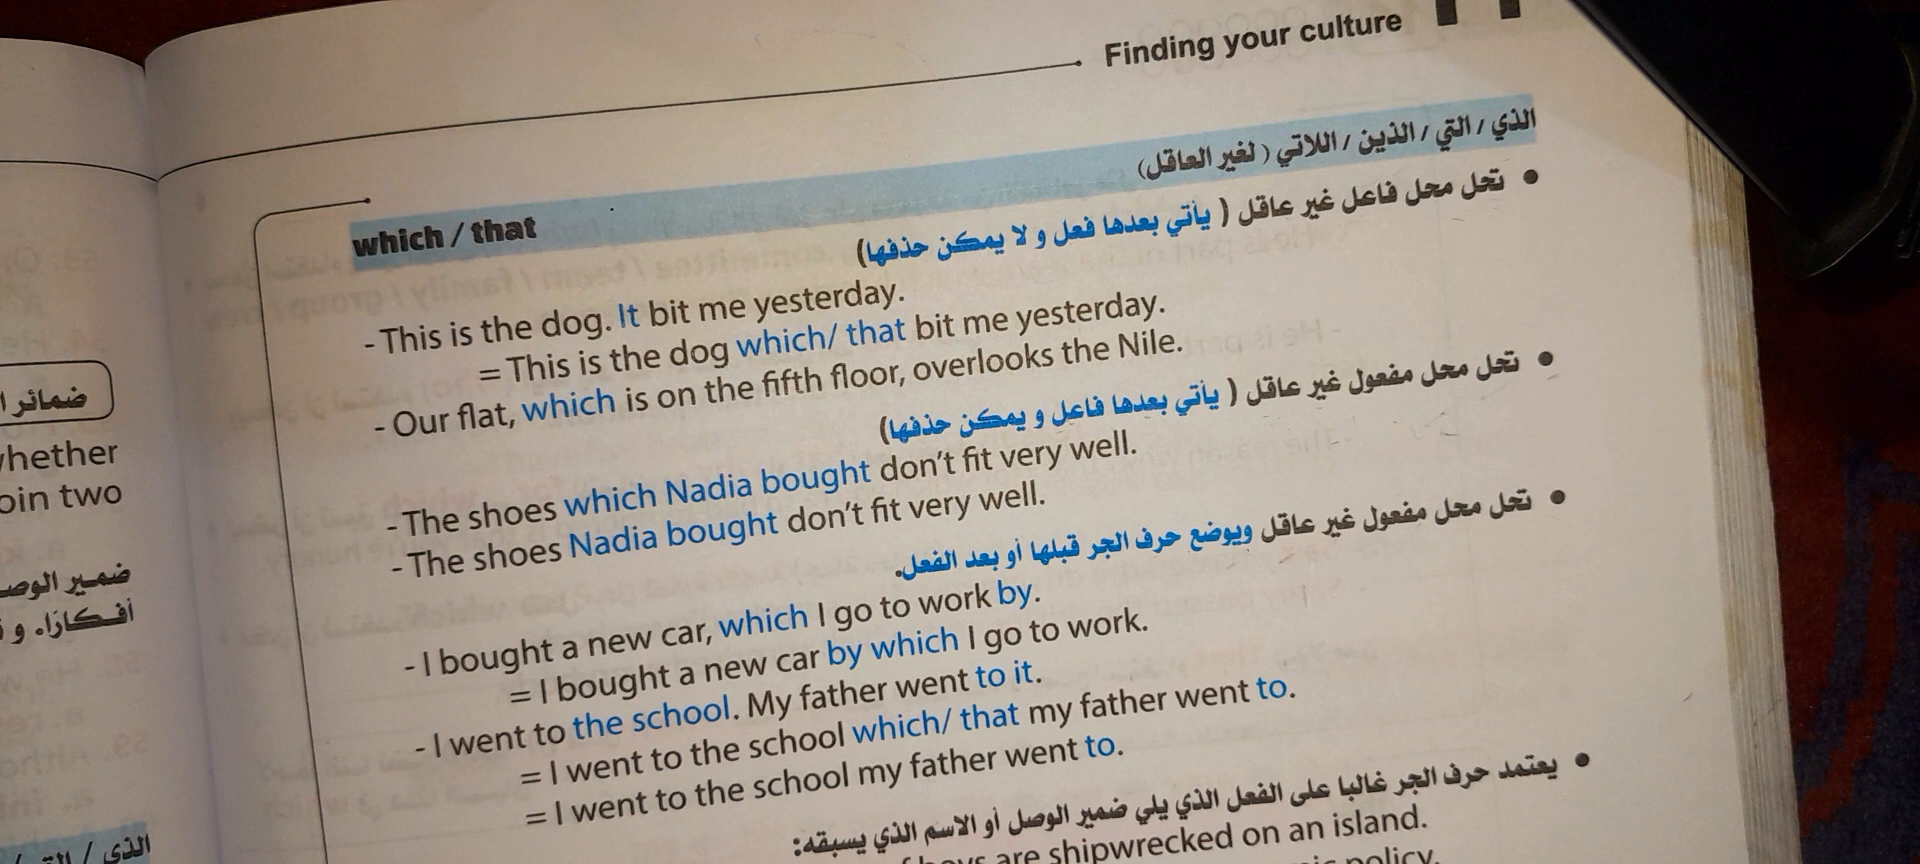 Finding your culture
which / that الذي / التي / الذين / اللاتي ( لغير العاقل)
• تحل محل فاعل غير عاقل ( يأتي بعدها فعل و لا يمكن حذفها)
- This is the dog. It bit me yesterday.
= This is the dog which/ that bit me yesterday.
- Our flat, which is on the fifth floor, overlooks the Nile.
• تحل محل مفعول غير عاقل ( يأتي بعدها فاعل و يمكن حذفها)
- The shoes which Nadia bought don't fit very well.
- The shoes Nadia bought don't fit very well.
• تحل محل مفعول غير عاقل ويوضع حرف الجر قبلها أو بعد الفعل.
- I bought a new car, which I go to work by.
= I bought a new car by which I go to work.
- I went to the school. My father went to it.
= I went to the school which/ that my father went to.
= I went to the school my father went to.
• يعتمد حرف الجر غالبا على الفعل الذي يلي ضمير الوصل أو الاسم الذي يسبقه:
are shipwrecked on an island.
policy.
hether
oin two
ضمير
أفكارًا. و
الذي /